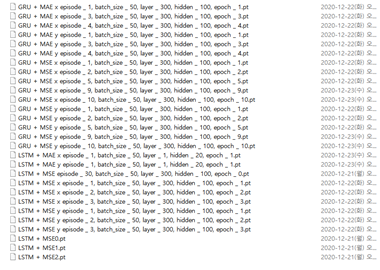 GRU + MAE x episode _ 1, batch_size _ 50, layer _ 300, hidden _ 100, epoch _ 1.pt 2020-12-22(화) 오...
GRU + MAE x episode _ 3, batch_size _ 50, layer _ 300, hidden _ 100, epoch _ 3.pt 2020-12-22(화) 오...
GRU + MAE x episode _ 4, batch_size _ 50, layer _ 300, hidden _ 100, epoch _ 4.pt 2020-12-22(화) 오...
GRU + MAE y episode _ 1, batch_size _ 50, layer _ 300, hidden _ 100, epoch _ 1.pt 2020-12-22(화) 오...
GRU + MAE y episode _ 3, batch_size _ 50, layer _ 300, hidden _ 100, epoch _ 3.pt 2020-12-22(화) 오...
GRU + MAE y episode _ 4, batch_size _ 50, layer _ 300, hidden _ 100, epoch _ 4.pt 2020-12-22(화) 오...
GRU + MSE x episode _ 1, batch_size _ 50, layer _ 300, hidden _ 100, epoch _ 1.pt 2020-12-22(화) 오...
GRU + MSE x episode _ 2, batch_size _ 50, layer _ 300, hidden _ 100, epoch _ 2.pt 2020-12-22(화) 오...
GRU + MSE x episode _ 5, batch_size _ 50, layer _ 300, hidden _ 100, epoch _ 5.pt 2020-12-22(화) 오...
GRU + MSE x episode _ 9, batch_size _ 50, layer _ 300, hidden _ 100, epoch _ 9.pt 2020-12-23(수) 오...
GRU + MSE x episode _ 10, batch_size _ 50, layer _ 300, hidden _ 100, epoch _ 10.pt 2020-12-23(수) 오...
GRU + MSE y episode _ 1, batch_size _ 50, layer _ 300, hidden _ 100, epoch _ 1.pt 2020-12-22(화) 오...
GRU + MSE y episode _ 2, batch_size _ 50, layer _ 300, hidden _ 100, epoch _ 2.pt 2020-12-22(화) 오...
GRU + MSE y episode _ 5, batch_size _ 50, layer _ 300, hidden _ 100, epoch _ 5.pt 2020-12-22(화) 오...
GRU + MSE y episode _ 9, batch_size _ 50, layer _ 300, hidden _ 100, epoch _ 9.pt 2020-12-23(수) 오...
GRU + MSE y episode _ 10, batch_size _ 50, layer _ 300, hidden _ 100, epoch _ 10.pt 2020-12-23(수) 오...
LSTM + MAE x episode _ 1, batch_size _ 50, layer _ 1, hidden _ 20, epoch _ 1.pt 2020-12-23(수) 오...
LSTM + MAE y episode _ 1, batch_size _ 50, layer _ 1, hidden _ 20, epoch _ 1.pt 2020-12-23(수) 오...
LSTM + MSE episode _ 30, batch_size _ 50, layer _ 300, hidden _ 100, epoch _ 0.pt 2020-12-21(월) 오...
LSTM + MSE x episode _ 1, batch_size _ 50, layer _ 300, hidden _ 100, epoch _ 1.pt 2020-12-22(화) 오...
LSTM + MSE x episode _ 2, batch_size _ 50, layer _ 300, hidden _ 100, epoch _ 2.pt 2020-12-22(화) 오...
LSTM + MSE x episode _ 3, batch_size _ 50, layer _ 300, hidden _ 100, epoch _ 3.pt 2020-12-22(화) 오...
LSTM + MSE y episode _ 1, batch_size _ 50, layer _ 300, hidden _ 100, epoch _ 1.pt 2020-12-22(화) 오...
LSTM + MSE y episode _ 2, batch_size _ 50, layer _ 300, hidden _ 100, epoch _ 2.pt 2020-12-22(화) 오...
LSTM + MSE y episode _ 3, batch_size _ 50, layer _ 300, hidden _ 100, epoch _ 3.pt 2020-12-22(화) 오...
LSTM + MSE0.pt 2020-12-21(월) 오...
LSTM + MSE1.pt 2020-12-21(월) 오...
LSTM + MSE2.pt 2020-12-21(월) 오...